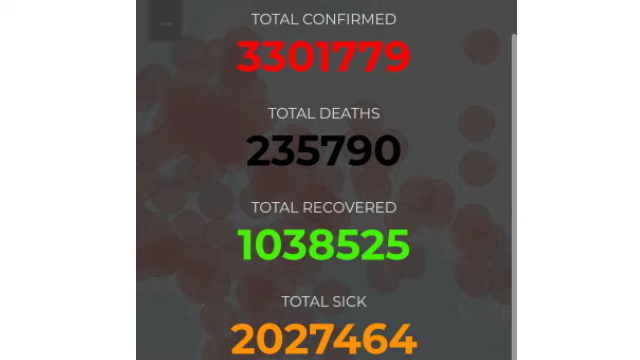 TOTAL CONFIRMED
3301779
TOTAL DEATHS
235790
TOTAL RECOVERED
1038525
TOTAL SICK
2027464